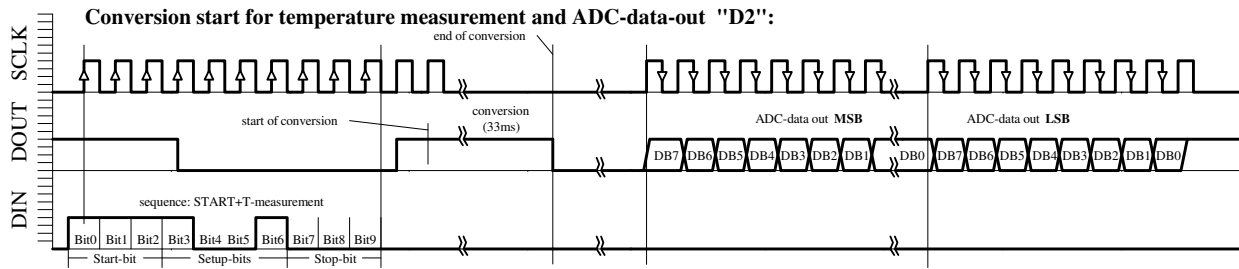 Conversion start for temperature measurement and ADC-data-out "D2":
end of conversion
SCLK
start of conversion
conversion
(33ms)
ADC-data out MSB
ADC-data out LSB
DOUT
DB7 DB6 DB5 DB4 DB3 DB2 DB1 DB0 DB7 DB6 DB5 DB4 DB3 DB2 DB1 DB0
sequence: START+T-measurement
DIN
Bit0 Bit1 Bit2 Bit3 Bit4 Bit5 Bit6 Bit7 Bit8 Bit9
Start-bit Setup-bits Stop-bit